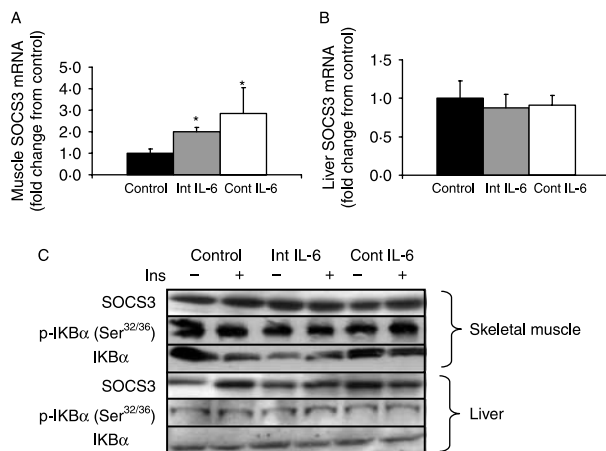 A
Muscle SOCS3 mRNA
(fold change from control)
5·0
4·0
3·0
2·0
1·0
0
*
*
Control
Int IL-6
Cont IL-6
B
Liver SOCS3 mRNA
(fold change from control)
1·5
1·0
0·5
0·0
Control
Int IL-6
Cont IL-6
C
Control
Int IL-6
Cont IL-6
Ins
– + – + – +
SOCS3
p-IKBα (Ser32/36)
IKBα
Skeletal muscle
SOCS3
p-IKBα (Ser32/36)
IKBα
Liver